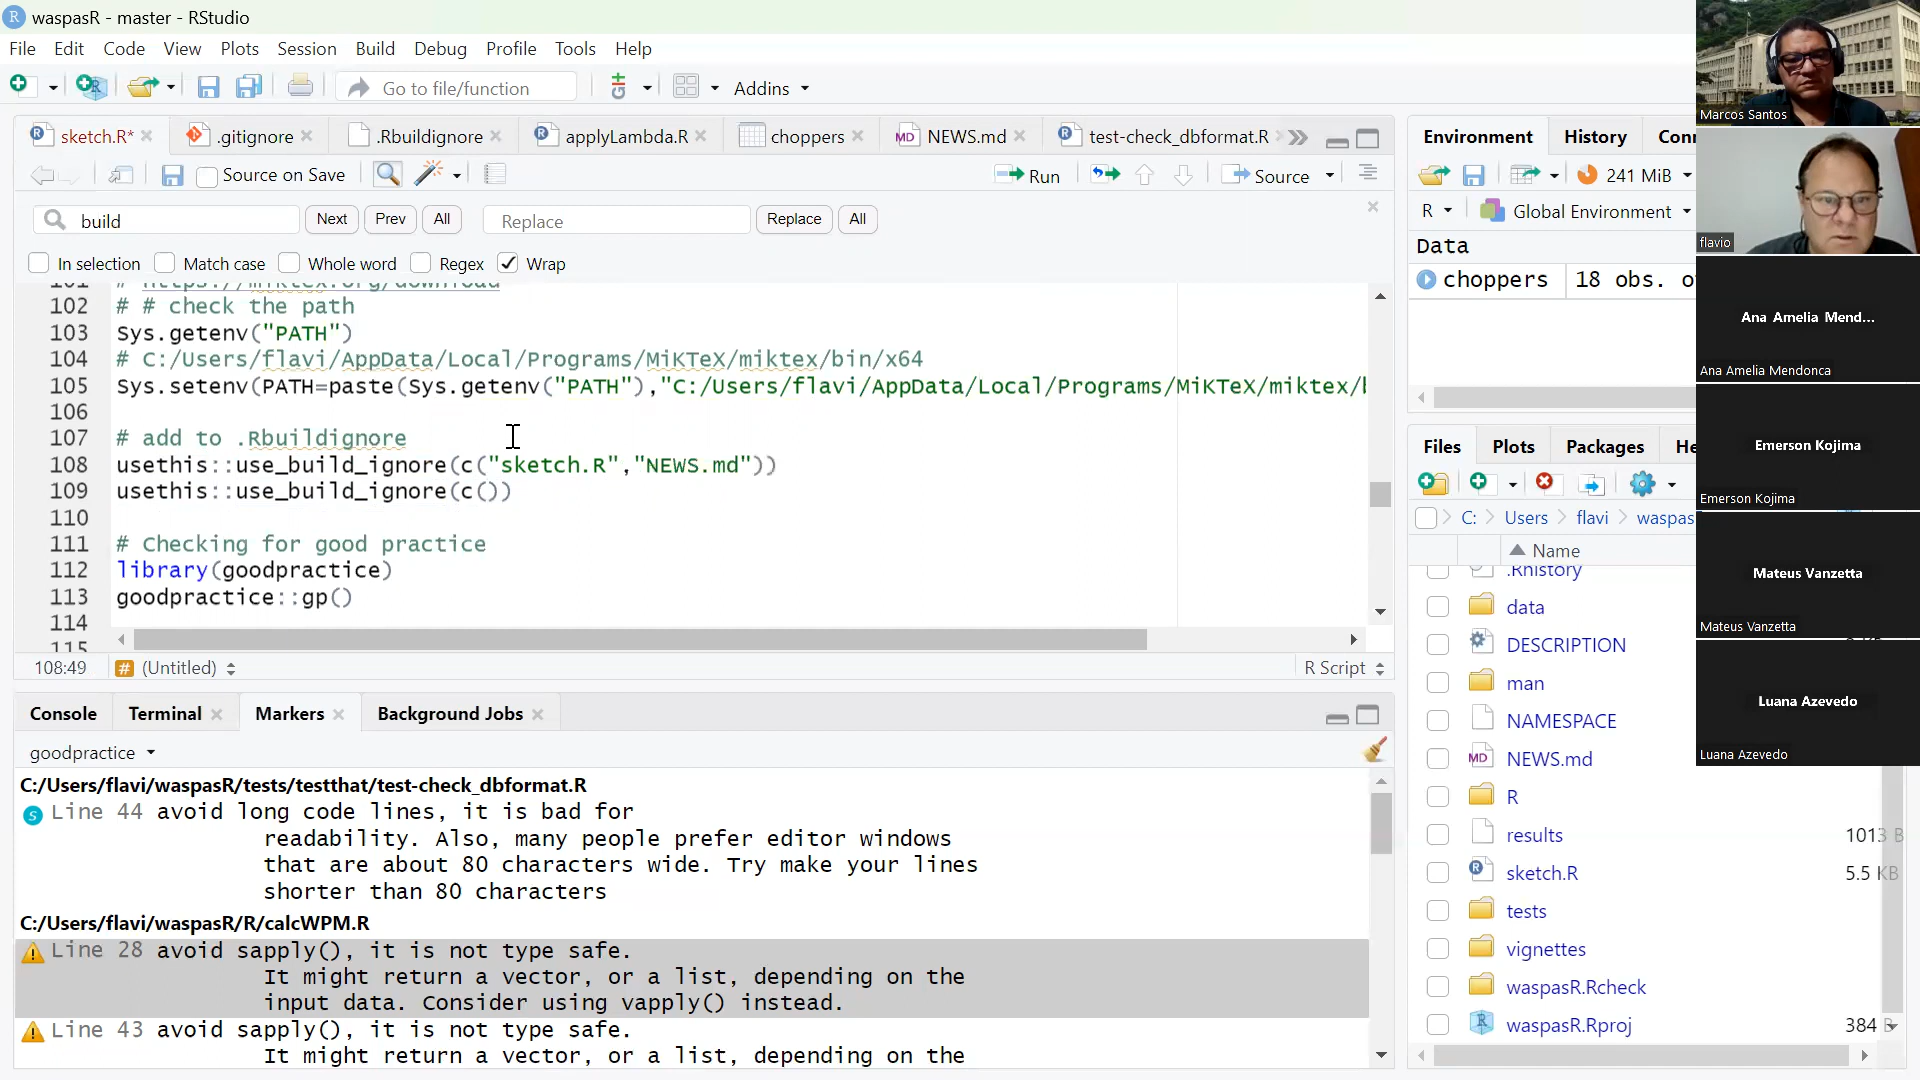 waspasR - master - RStudio
File Edit Code View Plots Session Build Debug Profile Tools Help
Go to file/function
Addins
sketch.R*
.gitignore
.Rbuildignore
applyLambda.R
choppers
NEWS.md
test-check_dbformat.R
Source on Save
Run
Source
build
Next
Prev
All
Replace
Replace
All
In selection
Match case
Whole word
Regex
Wrap
101 # https://miktex.org/download
102 # # check the path
103 Sys.getenv("PATH")
104 # C:/Users/flavi/AppData/Local/Programs/MiKTeX/miktex/bin/x64
105 Sys.setenv(PATH=paste(Sys.getenv("PATH"),"C:/Users/flavi/AppData/Local/Programs/MiKTeX/miktex/b
106
107 # add to .Rbuildignore
108 usethis::use_build_ignore(c("sketch.R","NEWS.md"))
109 usethis::use_build_ignore(c())
110
111 # Checking for good practice
112 library(goodpractice)
113 goodpractice::gp()
114
115
108:49
(Untitled)
R Script
Console
Terminal
Markers
Background Jobs
goodpractice
C:/Users/flavi/waspasR/tests/testthat/test-check_dbformat.R
Line 44 avoid long code lines, it is bad for
readability. Also, many people prefer editor windows
that are about 80 characters wide. Try make your lines
shorter than 80 characters
C:/Users/flavi/waspasR/R/calcWPM.R
Line 28 avoid sapply(), it is not type safe.
It might return a vector, or a list, depending on the
input data. Consider using vapply() instead.
Line 43 avoid sapply(), it is not type safe.
It might return a vector, or a list, depending on the
Environment
History
Conn
241 MiB
R
Global Environment
Data
choppers
18 obs. o
Files
Plots
Packages
He
C: Users flavi waspas
Name
.Rhistory
data
DESCRIPTION
man
NAMESPACE
NEWS.md
R
results 1013 B
sketch.R 5.5 KB
tests
vignettes
waspasR.Rcheck
waspasR.Rproj 384 B
Marcos Santos
flavio
Ana Amelia Mend...
Ana Amelia Mendonca
Emerson Kojima
Emerson Kojima
Mateus Vanzetta
Mateus Vanzetta
Luana Azevedo
Luana Azevedo